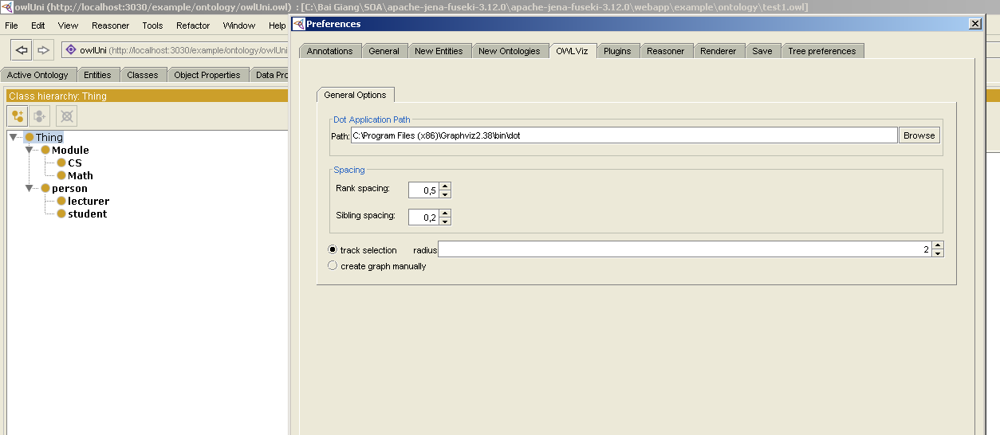 owlUni (http://localhost:3030/example/ontology/owlUni.owl) : [C:\Bai Giang\SOA\apache-jena-fuseki-3.12.0\apache-jena-fuseki-3.12.0\webapp\example\ontology\test1.owl]
File Edit View Reasoner Tools Refactor Window Help
owlUni (http://localhost:3030/example/ontology/owlUni
Active Ontology Entities Classes Object Properties Data Pro
Class hierarchy: Thing
Thing
Module
CS
Math
person
lecturer
student
Preferences
Annotations General New Entities New Ontologies OWLViz Plugins Reasoner Renderer Save Tree preferences
General Options
Dot Application Path
Path: C:\Program Files (x86)\Graphviz2.38\bin\dot Browse
Spacing
Rank spacing: 0,5
Sibling spacing: 0,2
track selection radius 2
create graph manually